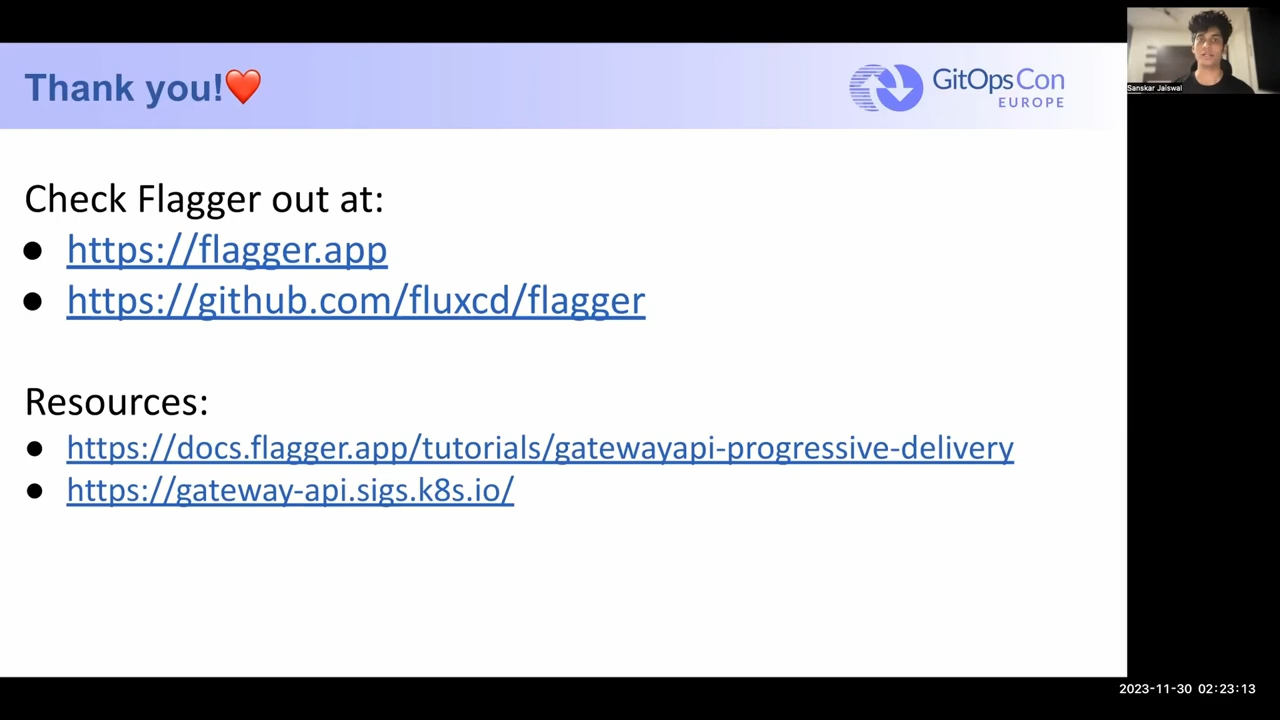 Thank you!❤️
GitOpsCon
EUROPE
Sanskar Jaiswal
Check Flagger out at:
● https://flagger.app
● https://github.com/fluxcd/flagger
Resources:
● https://docs.flagger.app/tutorials/gatewayapi-progressive-delivery
● https://gateway-api.sigs.k8s.io/
2023-11-30 02:23:13